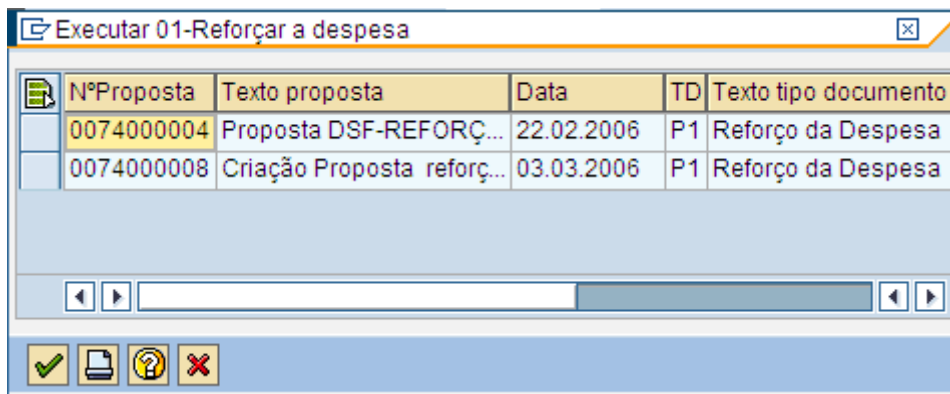 Executar 01-Reforçar a despesa
NºProposta Texto proposta Data TD Texto tipo documento
0074000004 Proposta DSF-REFORÇ... 22.02.2006 P1 Reforço da Despesa
0074000008 Criação Proposta reforç... 03.03.2006 P1 Reforço da Despesa